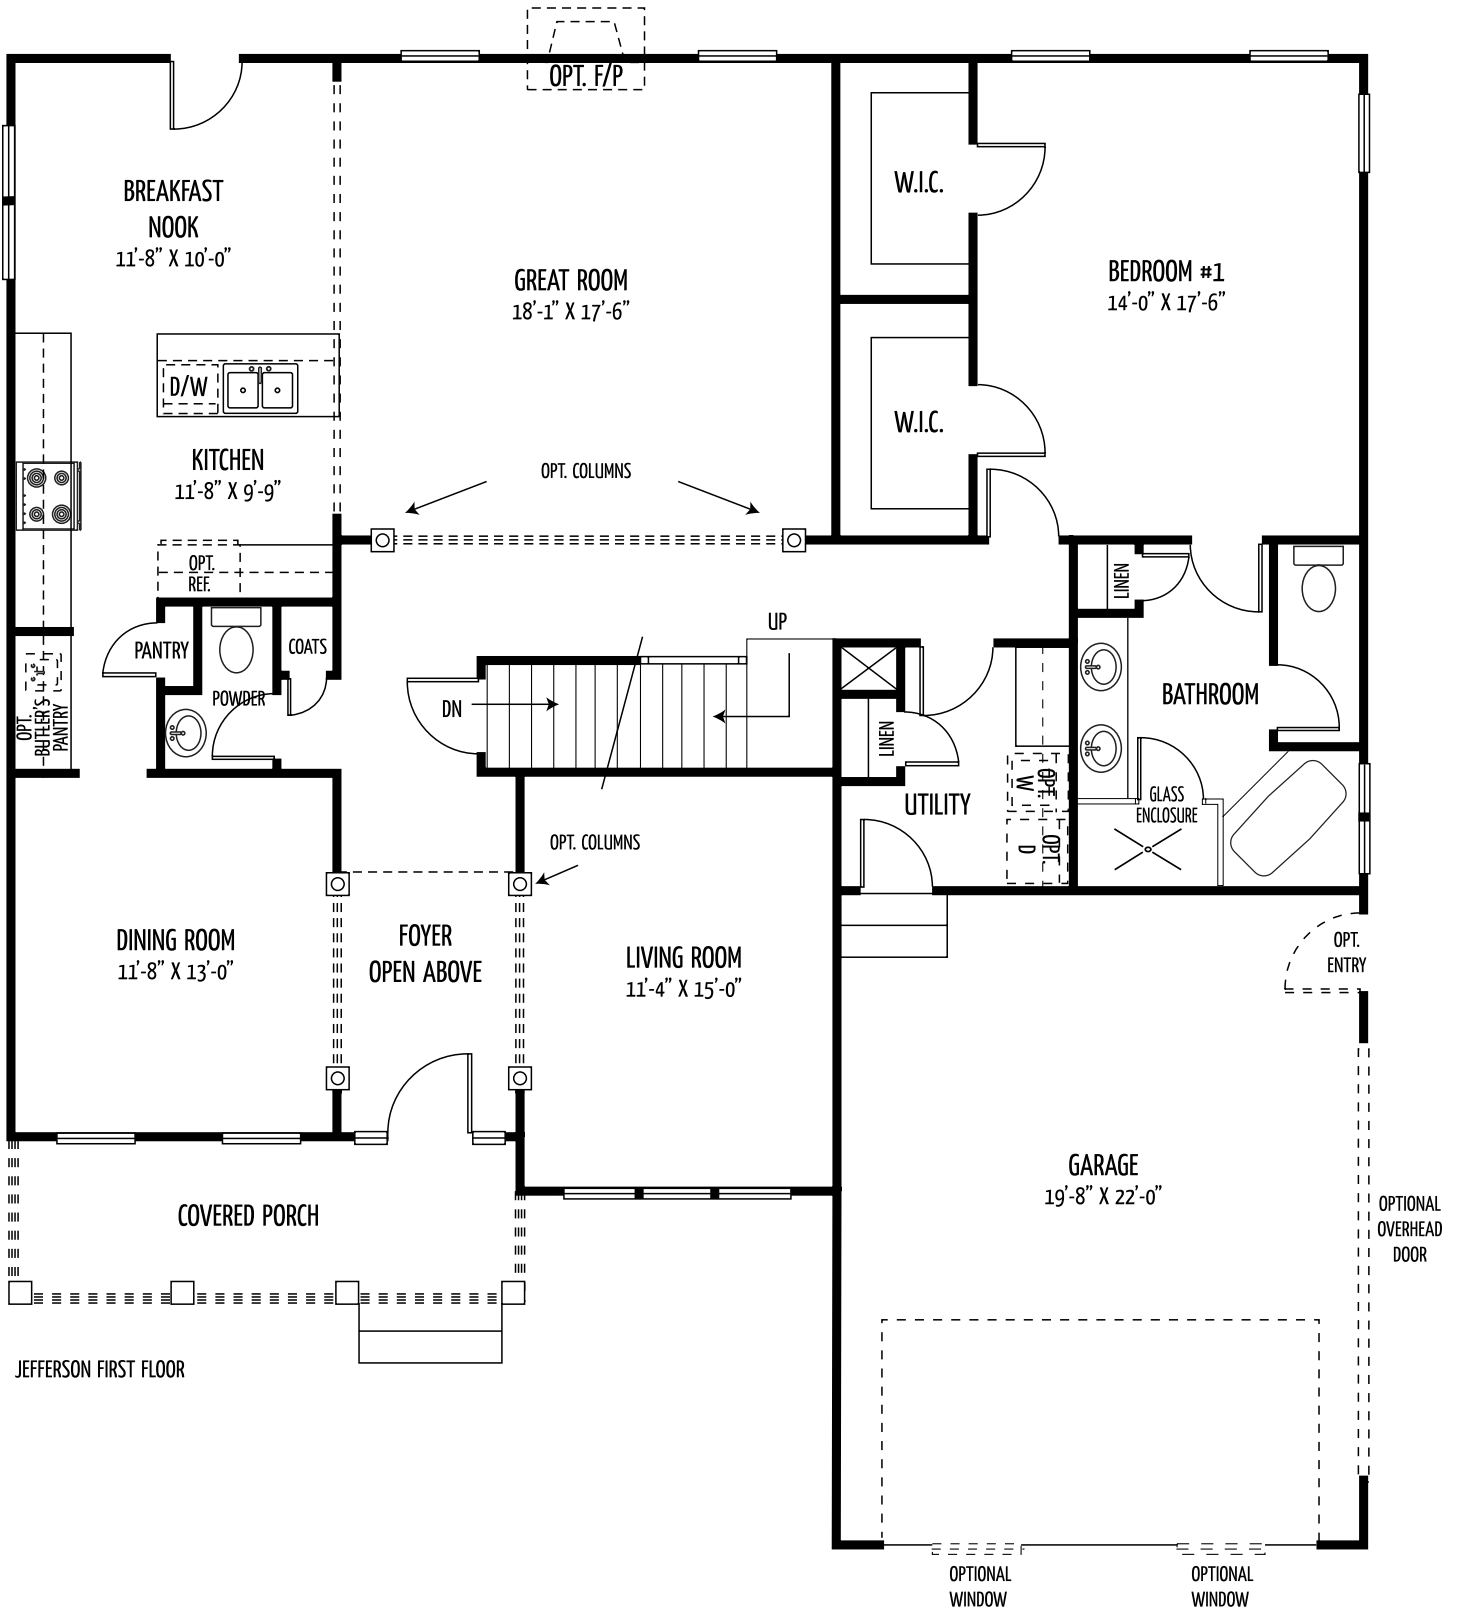 OPT. F/P
BREAKFAST
NOOK
11'-8" X 10'-0"
W.I.C.
GREAT ROOM
18'-1" X 17'-6"
BEDROOM #1
14'-0" X 17'-6"
D/W
W.I.C.
KITCHEN
11'-8" X 9'-9"
OPT. COLUMNS
OPT.
REF.
LINEN
UP
PANTRY
COATS
POWDER
DN
BATHROOM
OPT.
BUTLER'S
PANTRY
LINEN
OPT.
W
GLASS
ENCLOSURE
UTILITY
OPT.
D
OPT. COLUMNS
DINING ROOM
11'-8" X 13'-0"
FOYER
OPEN ABOVE
LIVING ROOM
11'-4" X 15'-0"
OPT.
ENTRY
GARAGE
19'-8" X 22'-0"
OPTIONAL
OVERHEAD
DOOR
COVERED PORCH
JEFFERSON FIRST FLOOR
OPTIONAL
WINDOW
OPTIONAL
WINDOW